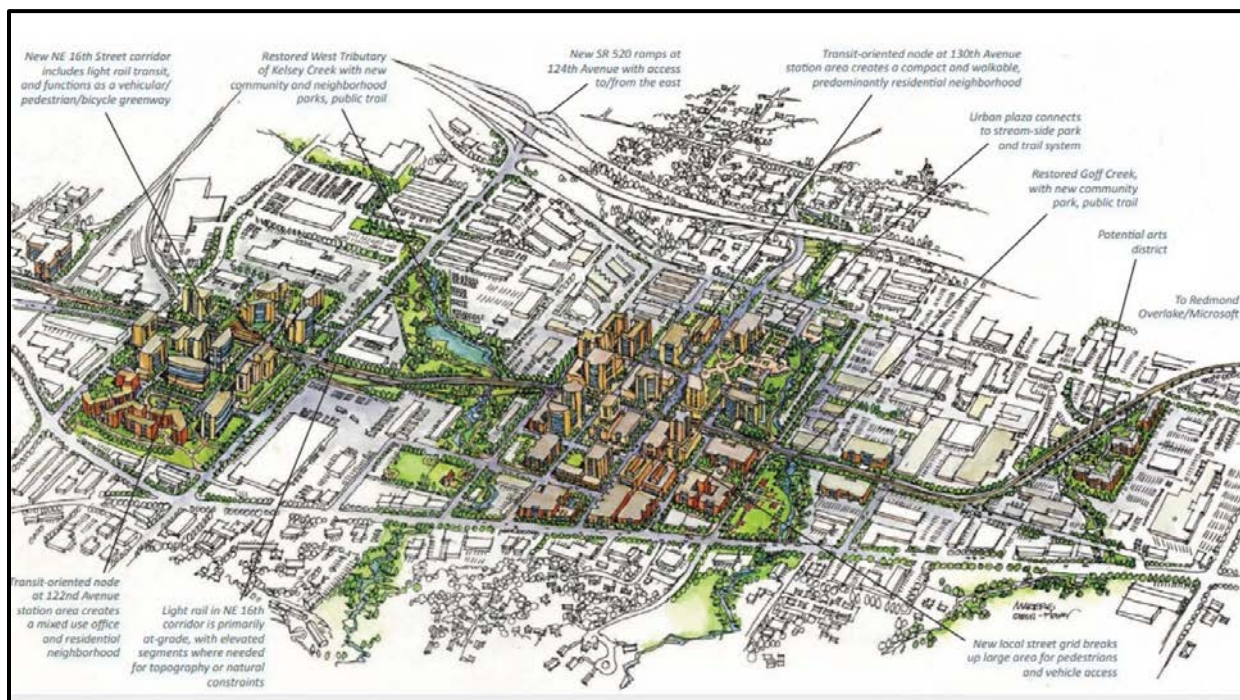 New NE 16th Street corridor
includes light rail transit,
and functions as a vehicular/
pedestrian/bicycle greenway
Restored West Tributary
of Kelsey Creek with new
community and neighborhood
parks, public trail
New SR 520 ramps at
124th Avenue with access
to/from the east
Transit-oriented node at 130th Avenue
station area creates a compact and walkable,
predominantly residential neighborhood
Urban plaza connects
to stream-side park
and trail system
Restored Goff Creek,
with new community
park, public trail
Potential arts
district
To Redmond
Overlake/Microsoft
Transit-oriented node
at 122nd Avenue
station area creates
a mixed use office
and residential
neighborhood
Light rail in NE 16th
corridor is primarily
at-grade, with elevated
segments where needed
for topography or natural
constraints
New local street grid breaks
up large area for pedestrians
and vehicle access